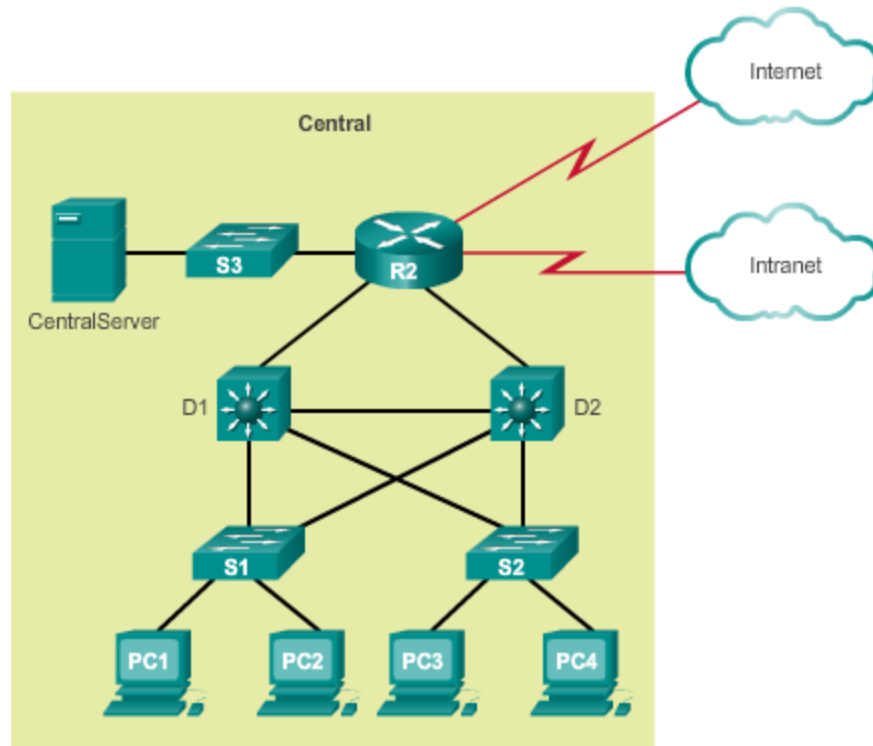 Internet
Central
Intranet
S3
R2
CentralServer
D1
D2
S1
S2
PC1
PC2
PC3
PC4